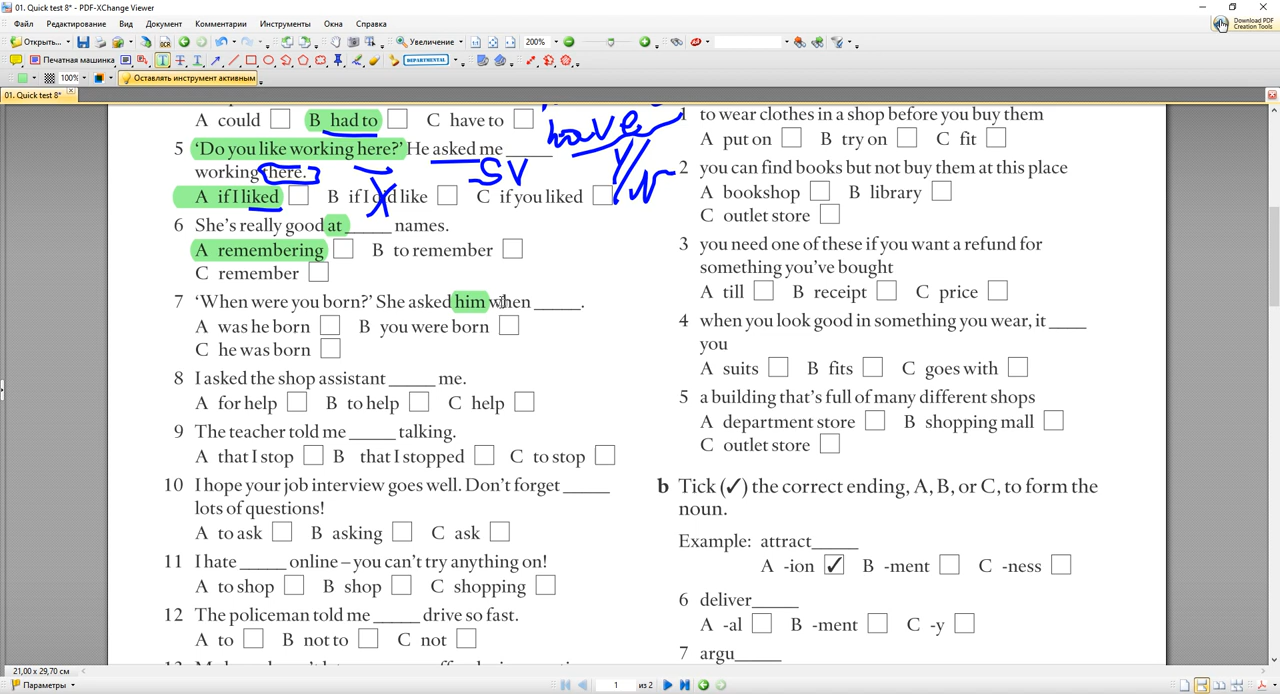 01. Quick test 8* - PDF-XChange Viewer
Файл Редактирование Вид Документ Комментарии Инструменты Окна Справка
Download PDF Creation Tools
Открыть... OCR Увеличение 200%
Печатная машинка DEPARTMENTAL
100% Оставлять инструмент активным
01. Quick test 8*
A could B had to C have to
have
5 ‘Do you like working here?’ He asked me _____
working there.
SV
Y/N
A if I liked B if I did like C if you liked
X
6 She’s really good at _____ names.
A remembering B to remember
C remember
7 ‘When were you born?’ She asked him when _____.
A was he born B you were born
C he was born
8 I asked the shop assistant _____ me.
A for help B to help C help
9 The teacher told me _____ talking.
A that I stop B that I stopped C to stop
10 I hope your job interview goes well. Don’t forget _____
lots of questions!
A to ask B asking C ask
11 I hate _____ online – you can’t try anything on!
A to shop B shop C shopping
12 The policeman told me _____ drive so fast.
A to B not to C not
1 to wear clothes in a shop before you buy them
A put on B try on C fit
2 you can find books but not buy them at this place
A bookshop B library
C outlet store
3 you need one of these if you want a refund for
something you’ve bought
A till B receipt C price
4 when you look good in something you wear, it ____
you
A suits B fits C goes with
5 a building that’s full of many different shops
A department store B shopping mall
C outlet store
b Tick (✓) the correct ending, A, B, or C, to form the
noun.
Example: attract_____
A -ion ✓ B -ment C -ness
6 deliver_____
A -al B -ment C -y
7 argu_____
21,00 x 29,70 см
Параметры 1 из 2